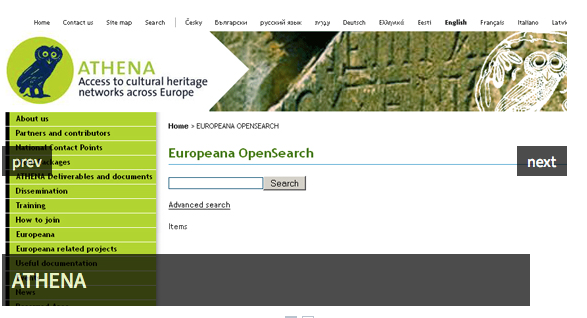 Home Contact us Site map Search Česky Български русский язык עברית Deutsch Ελληνικά Eesti English Français Italiano
ATHENA
Access to cultural heritage
networks across Europe
About us
Partners and contributors
National Contact Points
ATHENA Deliverables and documents
Dissemination
Training
How to join
Europeana
Europeana related projects
Useful documentation
News
Home > EUROPEANA OPENSEARCH
Europeana OpenSearch
Search
Advanced search
Items
prev
next
ATHENA